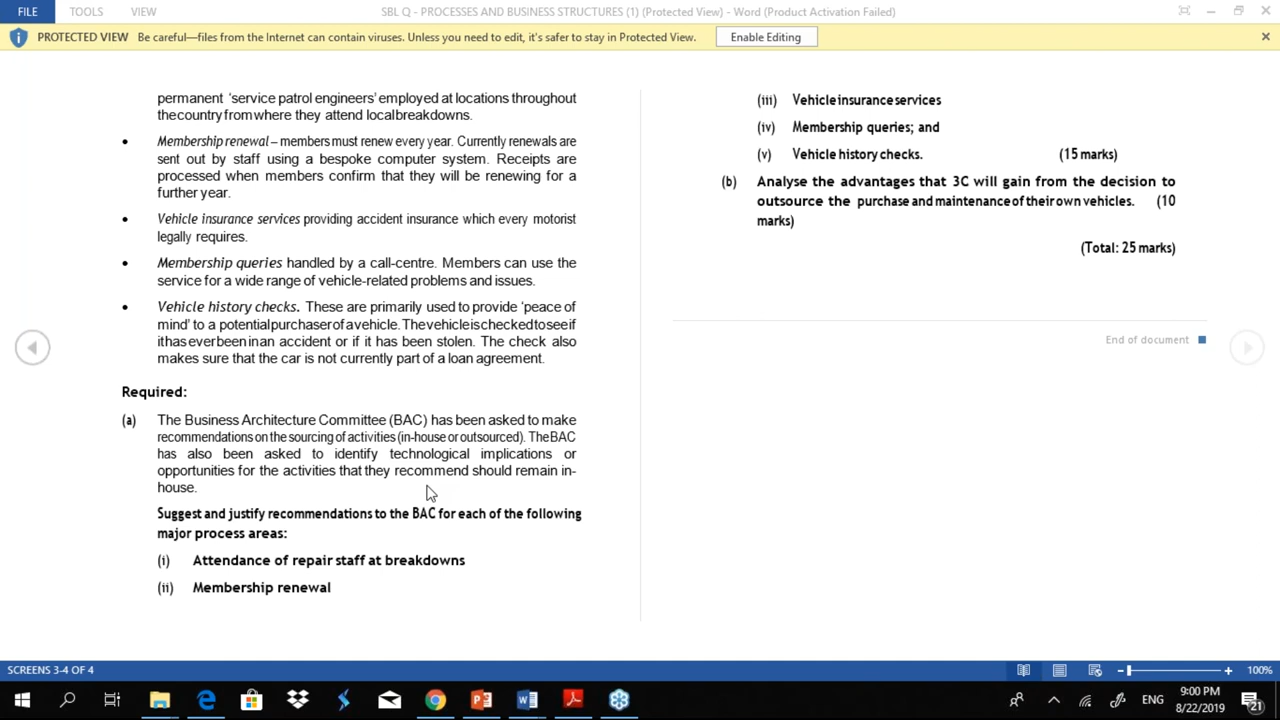 FILE TOOLS VIEW SBL Q - PROCESSES AND BUSINESS STRUCTURES (1) (Protected View) - Word (Product Activation Failed)
PROTECTED VIEW Be careful—files from the Internet can contain viruses. Unless you need to edit, it's safer to stay in Protected View. Enable Editing
permanent 'service patrol engineers' employed at locations throughout
the country from where they attend local breakdowns.
• Membership renewal – members must renew every year. Currently renewals are
sent out by staff using a bespoke computer system. Receipts are
processed when members confirm that they will be renewing for a
further year.
• Vehicle insurance services providing accident insurance which every motorist
legally requires.
• Membership queries handled by a call-centre. Members can use the
service for a wide range of vehicle-related problems and issues.
• Vehicle history checks. These are primarily used to provide 'peace of
mind' to a potential purchaser of a vehicle. The vehicle is checked to see if
it has ever been in an accident or if it has been stolen. The check also
makes sure that the car is not currently part of a loan agreement.
Required:
(a) The Business Architecture Committee (BAC) has been asked to make
recommendations on the sourcing of activities (in-house or outsourced). The BAC
has also been asked to identify technological implications or
opportunities for the activities that they recommend should remain in-
house.
Suggest and justify recommendations to the BAC for each of the following
major process areas:
(i) Attendance of repair staff at breakdowns
(ii) Membership renewal
(iii) Vehicle insurance services
(iv) Membership queries; and
(v) Vehicle history checks. (15 marks)
(b) Analyse the advantages that 3C will gain from the decision to
outsource the purchase and maintenance of their own vehicles. (10
marks)
(Total: 25 marks)
End of document
SCREENS 3-4 OF 4 100%
ENG 9:00 PM
8/22/2019 21